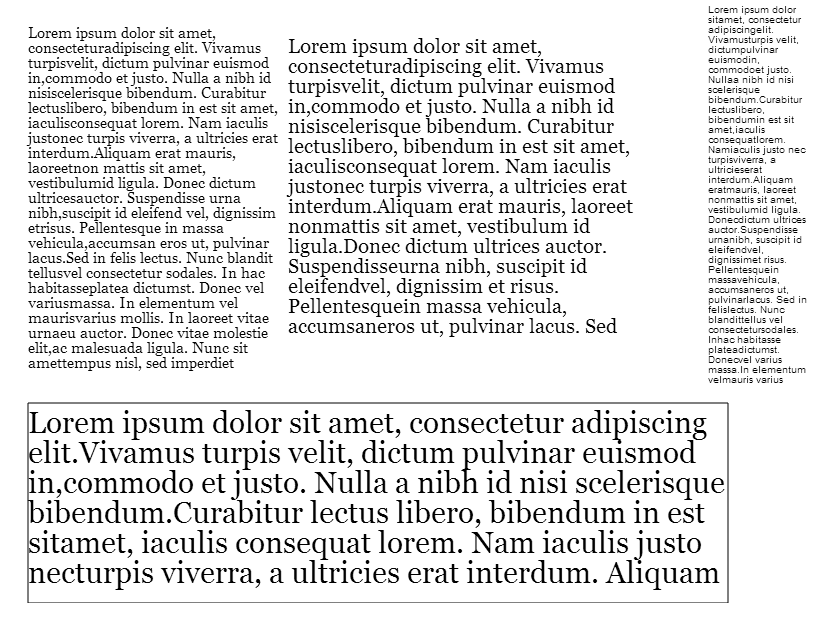 Lorem ipsum dolor sit amet,
consecteturadipiscing elit. Vivamus
turpisvelit, dictum pulvinar euismod
in,commodo et justo. Nulla a nibh id
nisiscelerisque bibendum. Curabitur
lectuslibero, bibendum in est sit amet,
iaculisconsequat lorem. Nam iaculis
justonec turpis viverra, a ultricies erat
interdum.Aliquam erat mauris,
laoreetnon mattis sit amet,
vestibulumid ligula. Donec dictum
ultricesauctor. Suspendisse urna
nibh,suscipit id eleifend vel, dignissim
etrisus. Pellentesque in massa
vehicula,accumsan eros ut, pulvinar
lacus.Sed in felis lectus. Nunc blandit
tellusvel consectetur sodales. In hac
habitasseplatea dictumst. Donec vel
variusmassa. In elementum vel
maurisvarius mollis. In laoreet vitae
urnaeu auctor. Donec vitae molestie
elit,ac malesuada ligula. Nunc sit
amettempus nisl, sed imperdiet
Lorem ipsum dolor sit amet,
consecteturadipiscing elit. Vivamus
turpisvelit, dictum pulvinar euismod
in,commodo et justo. Nulla a nibh id
nisiscelerisque bibendum. Curabitur
lectuslibero, bibendum in est sit amet,
iaculisconsequat lorem. Nam iaculis
justonec turpis viverra, a ultricies erat
interdum.Aliquam erat mauris, laoreet
nonmattis sit amet, vestibulum id
ligula.Donec dictum ultrices auctor.
Suspendisseurna nibh, suscipit id
eleifendvel, dignissim et risus.
Pellentesquein massa vehicula,
accumsaneros ut, pulvinar lacus. Sed
Lorem ipsum dolor
sitamet, consectetur
adipiscingelit.
Vivamusturpis velit,
dictumpulvinar
euismodin,
commodoet justo.
Nullaa nibh id nisi
scelerisque
bibendum.Curabitur
lectuslibero,
bibendumin est sit
amet,iaculis
consequatlorem.
Namiaculis justo nec
turpisviverra, a
ultricieserat
interdum.Aliquam
eratmauris, laoreet
nonmattis sit amet,
vestibulumid ligula.
Donecdictum ultrices
auctor.Suspendisse
urnanibh, suscipit id
eleifendvel,
dignissimet risus.
Pellentesquein
massavehicula,
accumsaneros ut,
pulvinarlacus. Sed in
felislectus. Nunc
blandittellus vel
consectetursodales.
Inhac habitasse
plateadictumst.
Donecvel varius
massa.In elementum
velmauris varius
Lorem ipsum dolor sit amet, consectetur adipiscing
elit.Vivamus turpis velit, dictum pulvinar euismod
in,commodo et justo. Nulla a nibh id nisi scelerisque
bibendum.Curabitur lectus libero, bibendum in est
sitamet, iaculis consequat lorem. Nam iaculis justo
necturpis viverra, a ultricies erat interdum. Aliquam